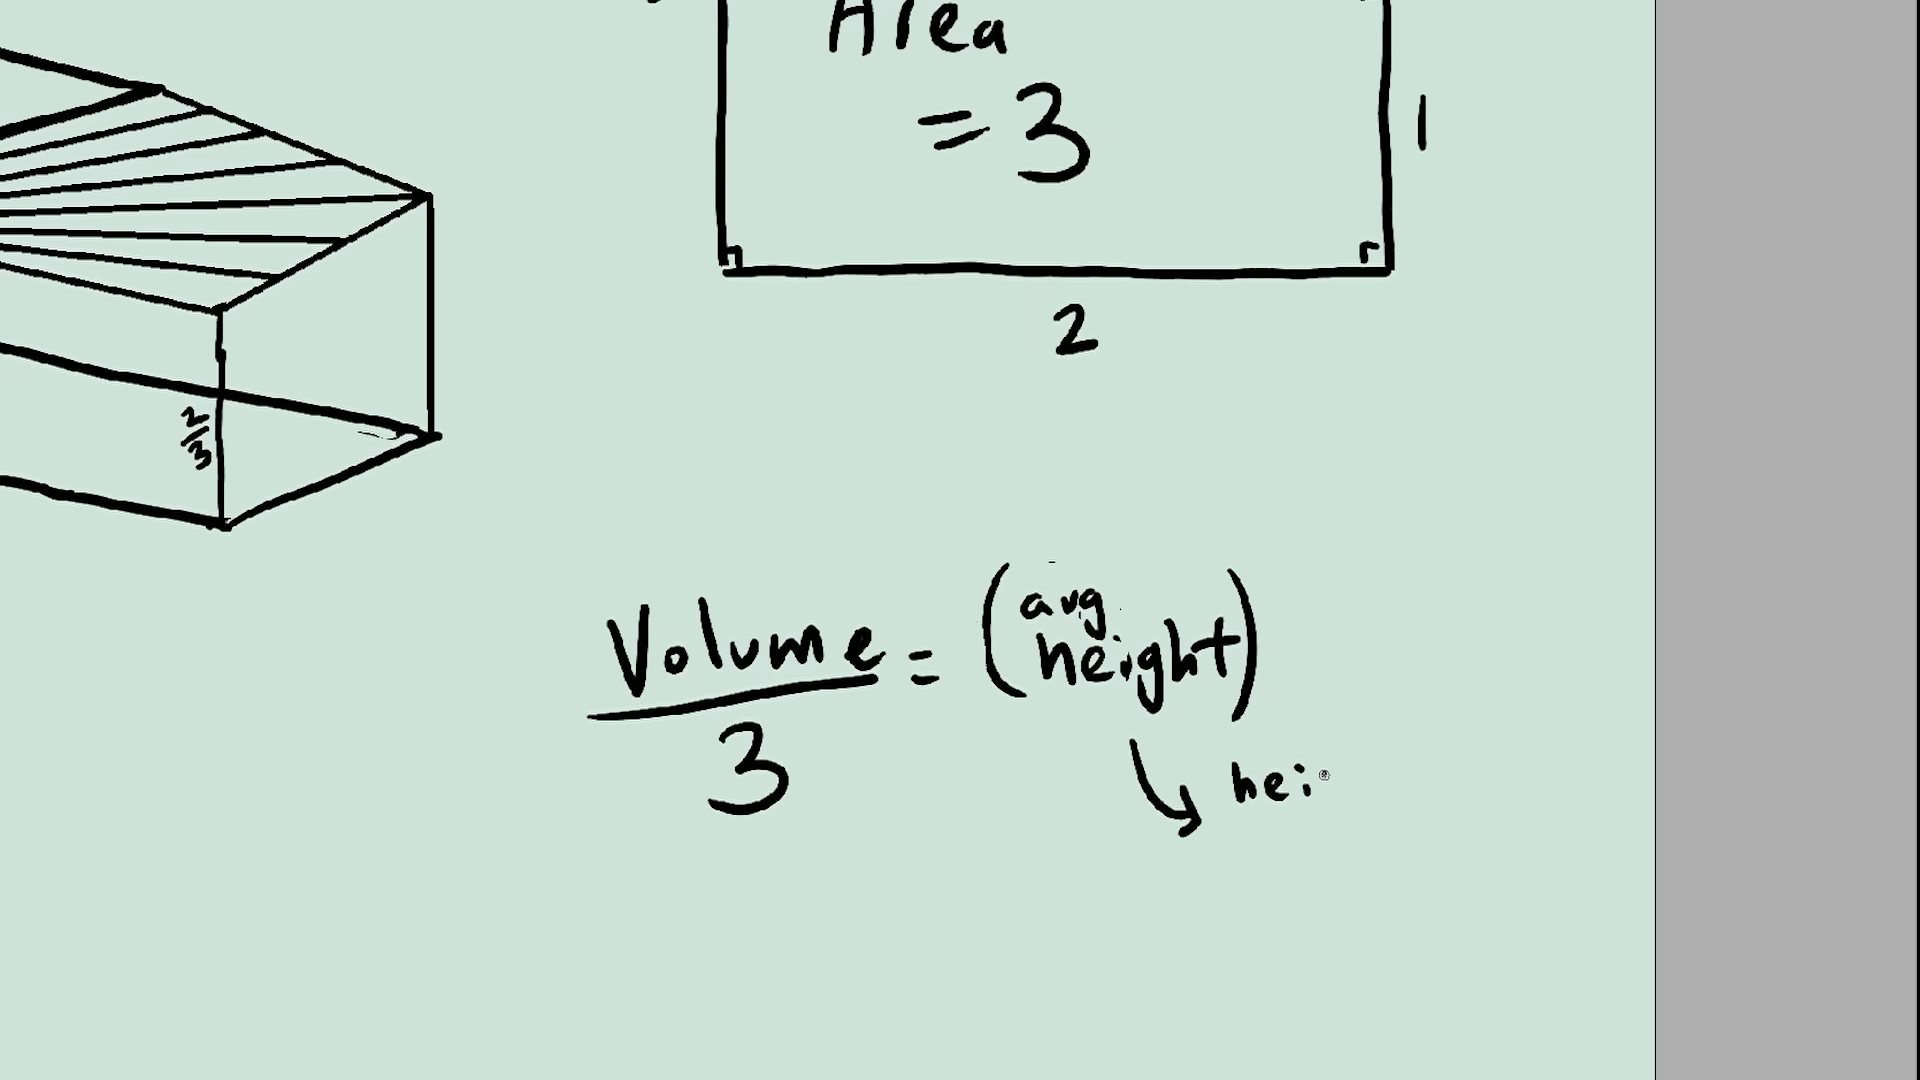 Area
= 3
1
2
2/3
Volume/3 = (avg height)
hei